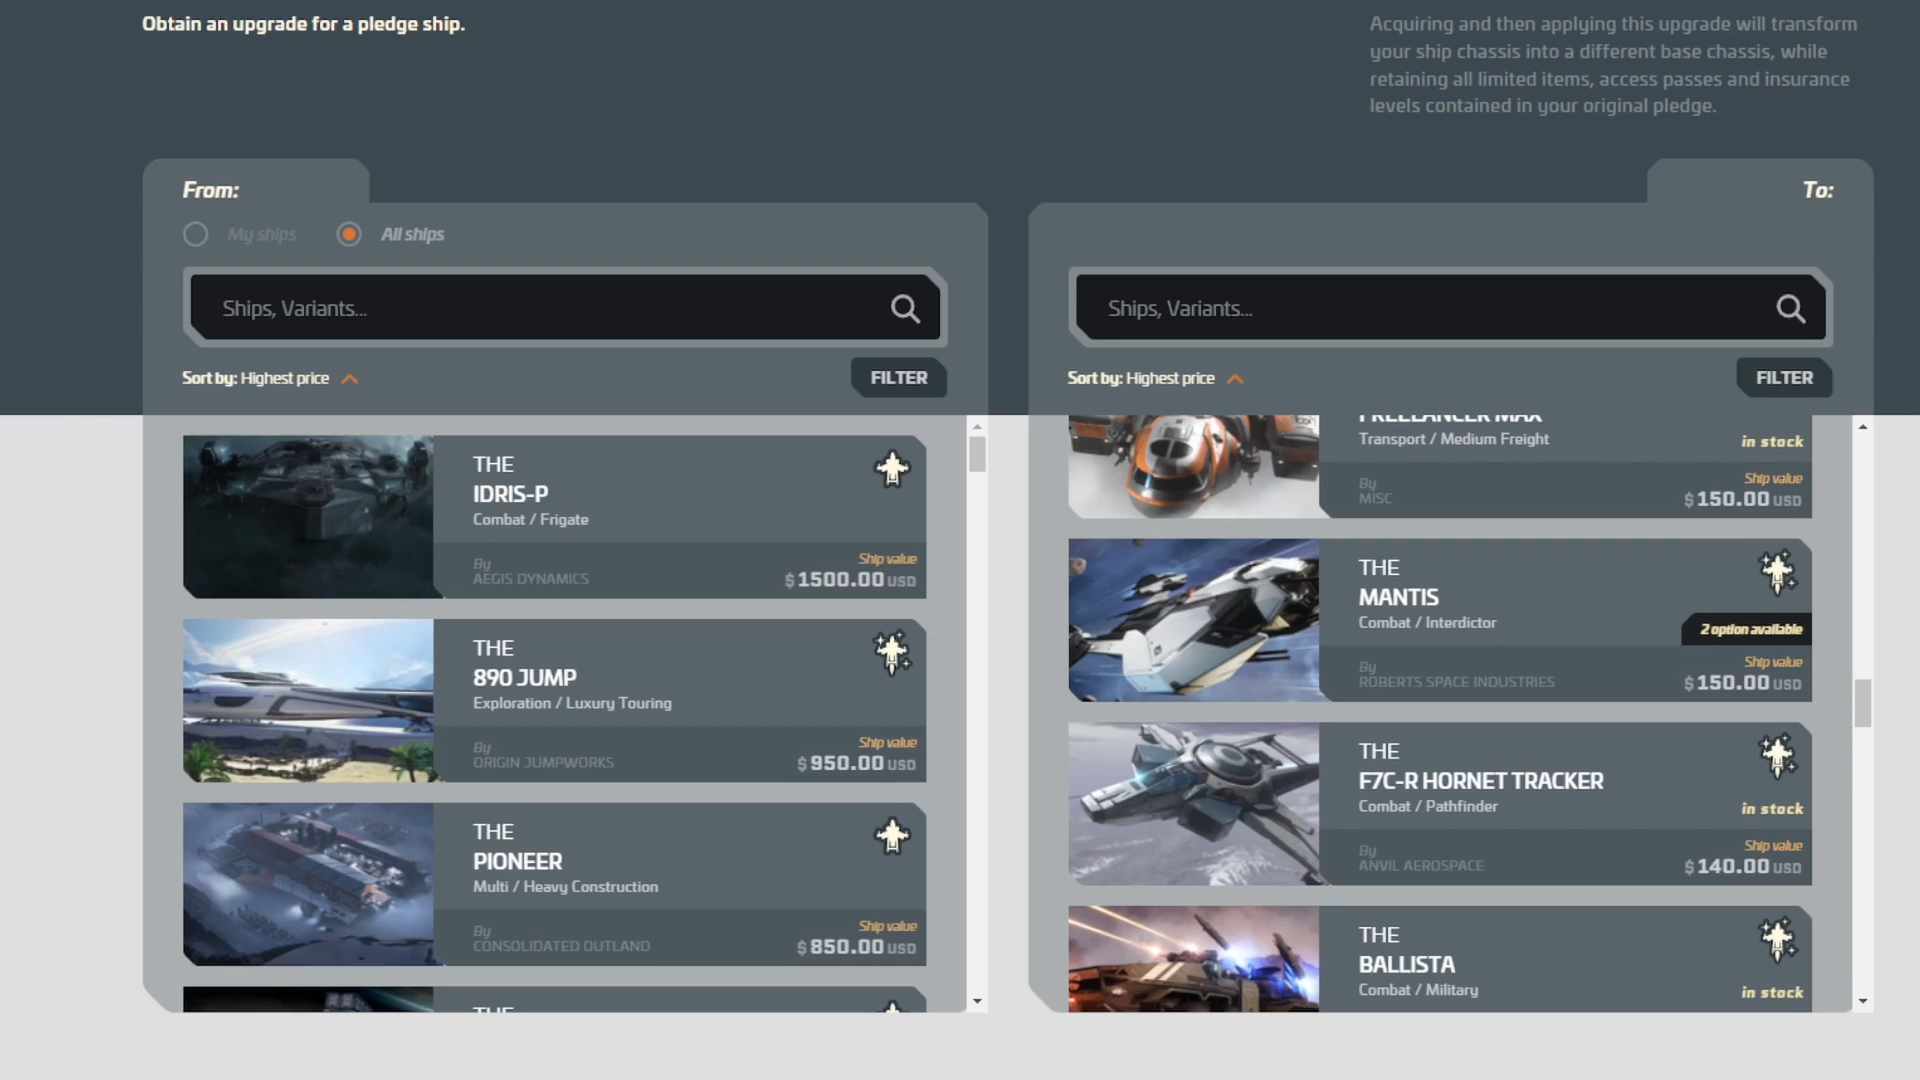 Obtain an upgrade for a pledge ship.
Acquiring and then applying this upgrade will transform
your ship chassis into a different base chassis, while
retaining all limited items, access passes and insurance
levels contained in your original pledge.
From:
My ships
All ships
Ships, Variants...
Sort by: Highest price
FILTER
THE
IDRIS-P
Combat / Frigate
By
AEGIS DYNAMICS
Ship value
$ 1500.00 USD
THE
890 JUMP
Exploration / Luxury Touring
By
ORIGIN JUMPWORKS
Ship value
$ 950.00 USD
THE
PIONEER
Multi / Heavy Construction
By
CONSOLIDATED OUTLAND
Ship value
$ 850.00 USD
THE
To:
Ships, Variants...
Sort by: Highest price
FILTER
FREELANCER MAX
Transport / Medium Freight
in stock
By
MISC
Ship value
$ 150.00 USD
THE
MANTIS
Combat / Interdictor
2 option available
By
ROBERTS SPACE INDUSTRIES
Ship value
$ 150.00 USD
THE
F7C-R HORNET TRACKER
Combat / Pathfinder
in stock
By
ANVIL AEROSPACE
Ship value
$ 140.00 USD
THE
BALLISTA
Combat / Military
in stock